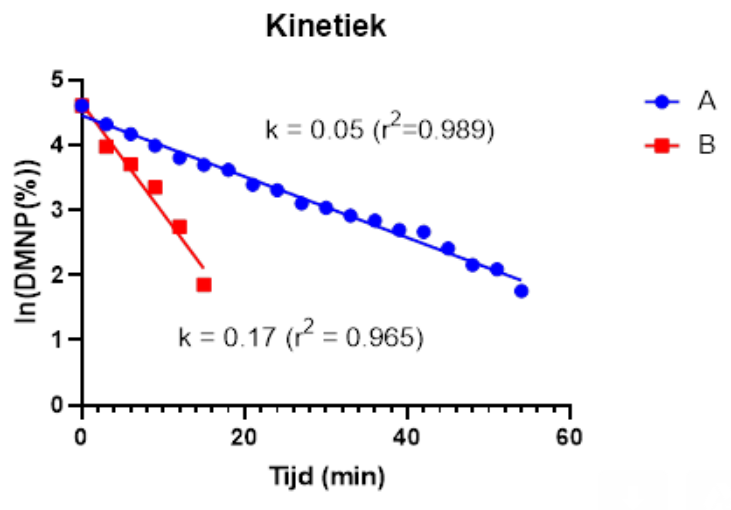 Kinetiek
A
B
k = 0.05 (r²=0.989)
k = 0.17 (r² = 0.965)
ln(DMNP(%))
5
4
3
2
1
0
0 20 40 60
Tijd (min)